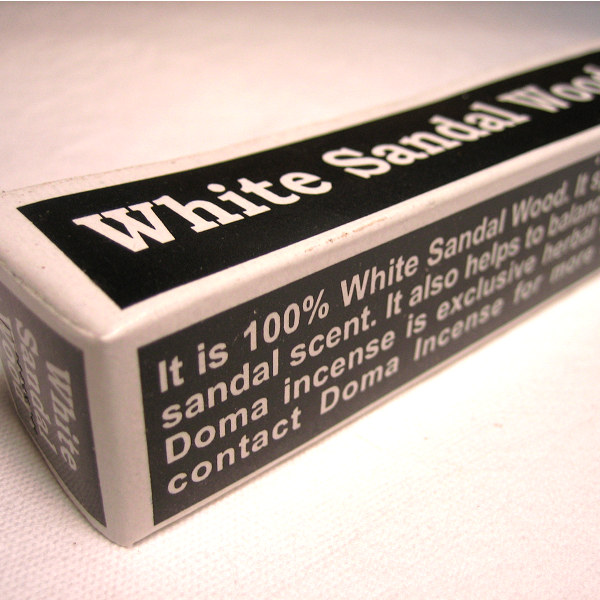 White Sandal Wood
It is 100% White Sandal Wood. It
sandal scent. It also helps to balanc
Doma incense is exclusive herbal
contact Doma Incense for more
White
Sandal
Wood